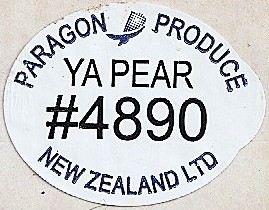 PARAGON PRODUCE
YA PEAR
#4890
NEW ZEALAND LTD